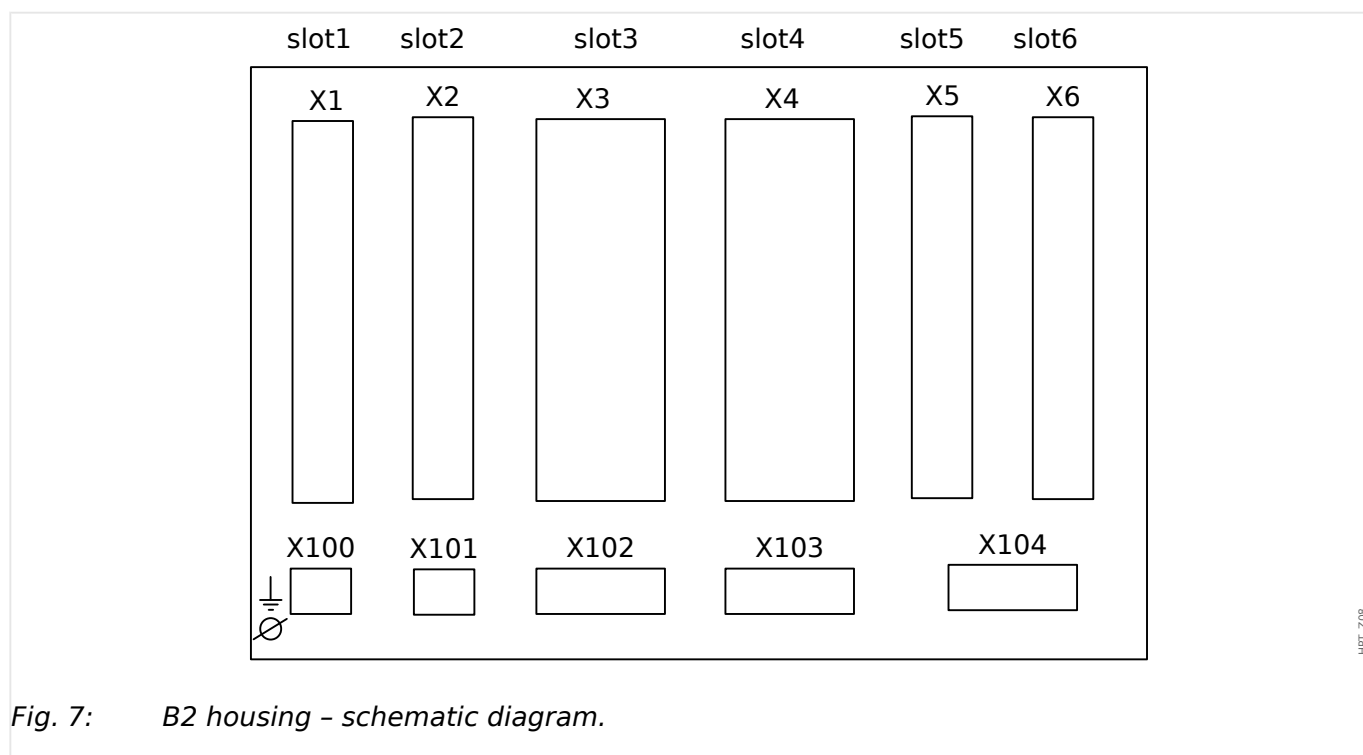 slot1 slot2 slot3 slot4 slot5 slot6
X1 X2 X3 X4 X5 X6
X100 X101 X102 X103 X104
HPT_Z08
Fig. 7: B2 housing – schematic diagram.